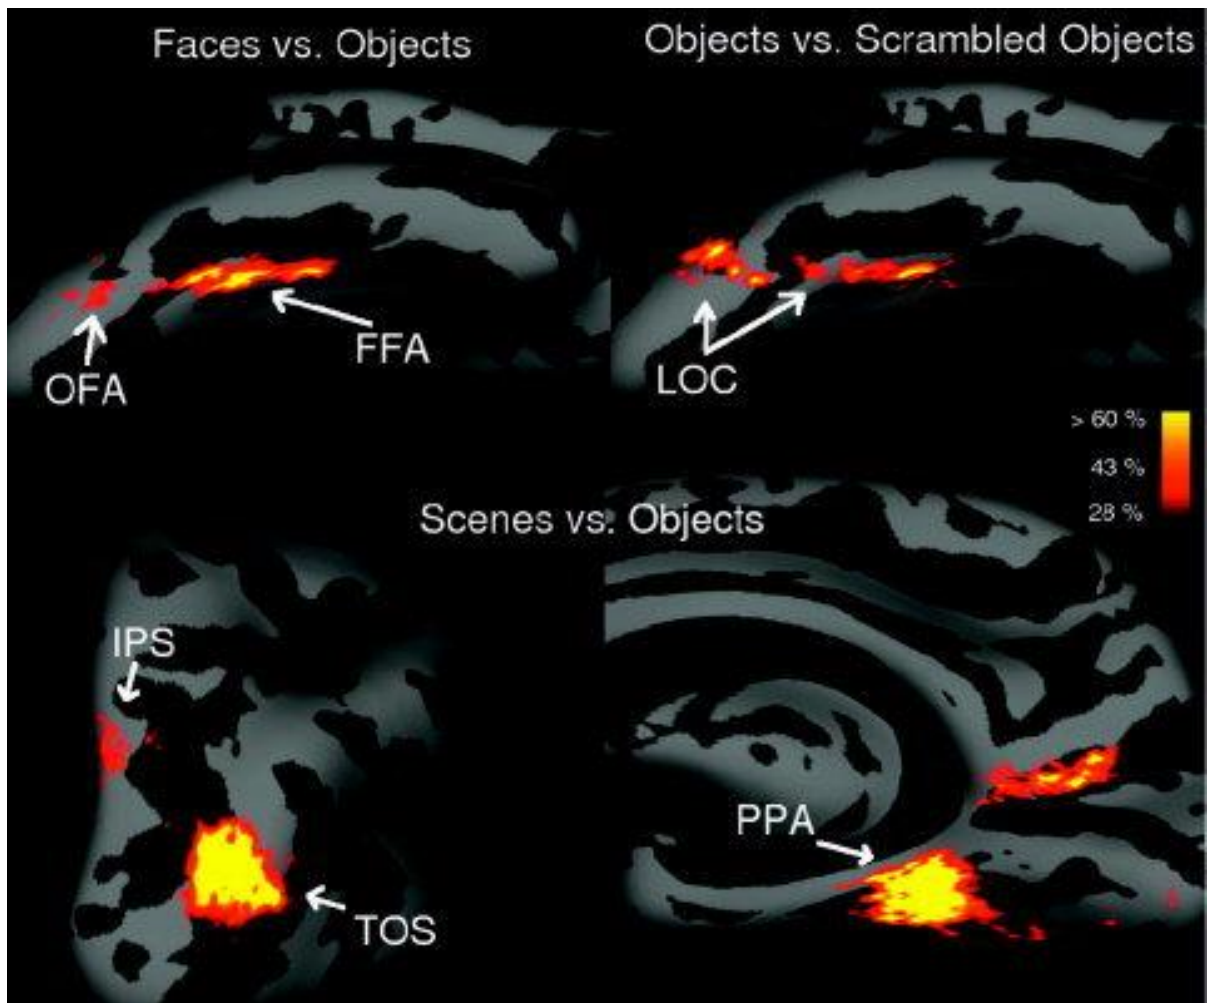 Faces vs. Objects
Objects vs. Scrambled Objects
FFA
OFA
LOC
> 60 %
43 %
28 %
Scenes vs. Objects
IPS
PPA
TOS